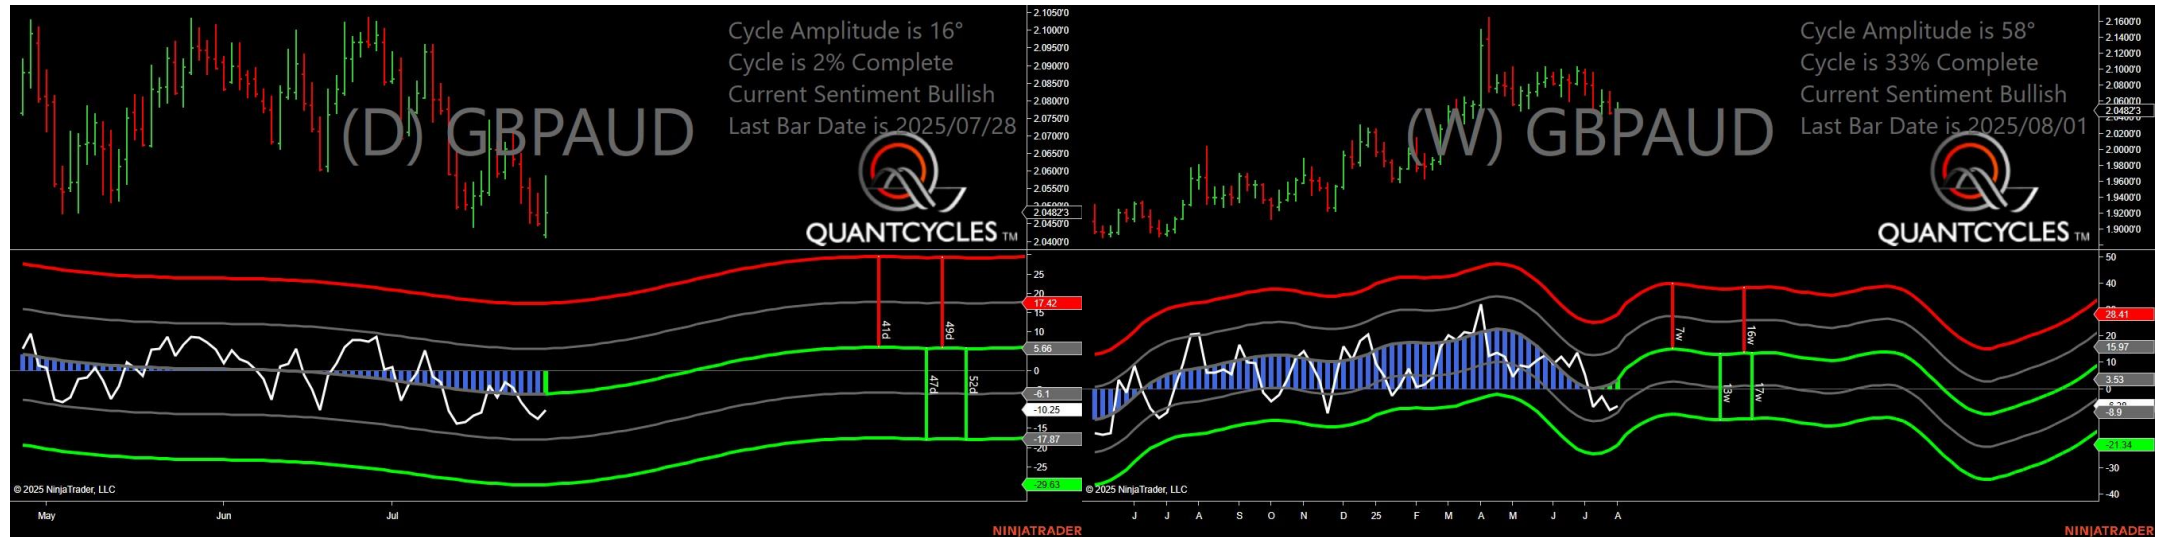 Cycle Amplitude is 16°
Cycle is 2% Complete
Current Sentiment Bullish
Last Bar Date is 2025/07/28
(D) GBPAUD
QUANTCYCLES TM
2.1050'0
2.1000'0
2.0950'0
2.0900'0
2.0850'0
2.0800'0
2.0750'0
2.0700'0
2.0650'0
2.0600'0
2.0550'0
2.0482'3
2.0450'0
2.0400'0
25
20
17.42
15
10
5.66
0
-6.1
-10.25
-15
-17.87
-20
-25
-29.63
41d
49d
47d
52d
© 2025 NinjaTrader, LLC
May Jun Jul
NINJATRADER
Cycle Amplitude is 58°
Cycle is 33% Complete
Current Sentiment Bullish
Last Bar Date is 2025/08/01
(W) GBPAUD
QUANTCYCLES TM
2.1600'0
2.1400'0
2.1200'0
2.1000'0
2.0800'0
2.0600'0
2.0482'3
2.0200'0
2.0000'0
1.9800'0
1.9600'0
1.9400'0
1.9200'0
1.9000'0
50
40
28.41
20
15.97
10
3.53
0
-8.9
-21.34
-30
-40
7w
16w
13w
17w
© 2025 NinjaTrader, LLC
J J A S O N D 25 F M A M J J A
NINJATRADER